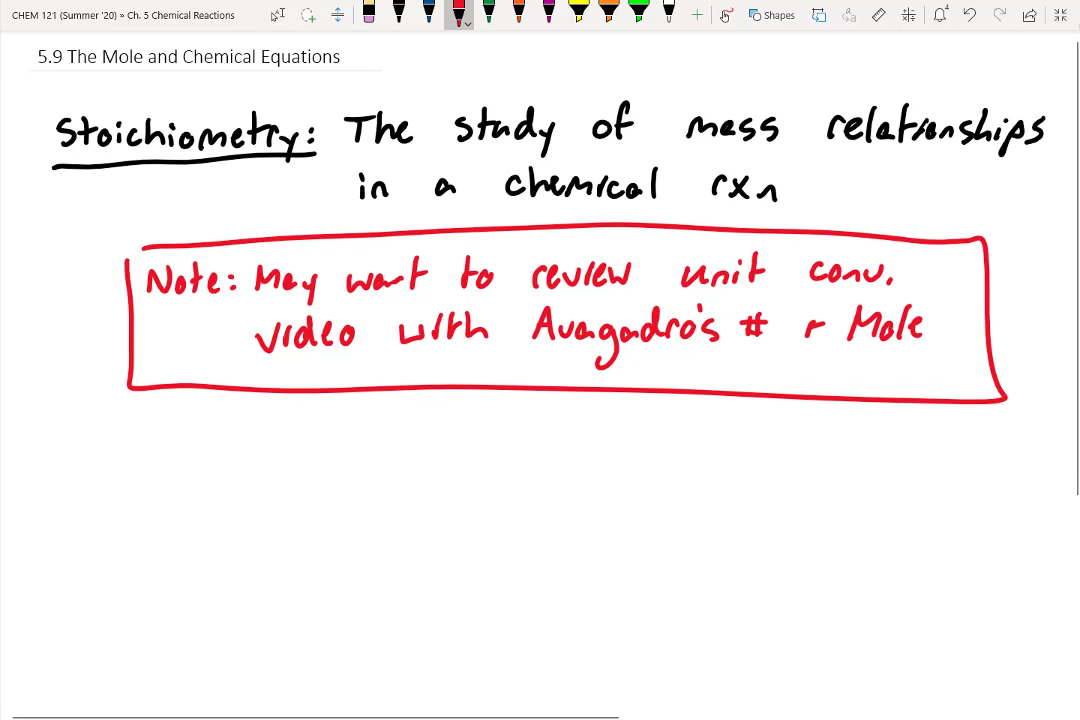 CHEM 121 (Summer '20) » Ch. 5 Chemical Reactions
Shapes
5.9 The Mole and Chemical Equations
Stoichiometry: The study of mass relationships
in a chemical rxn
Note: May want to review unit conv.
video with Avagadro's # + Mole